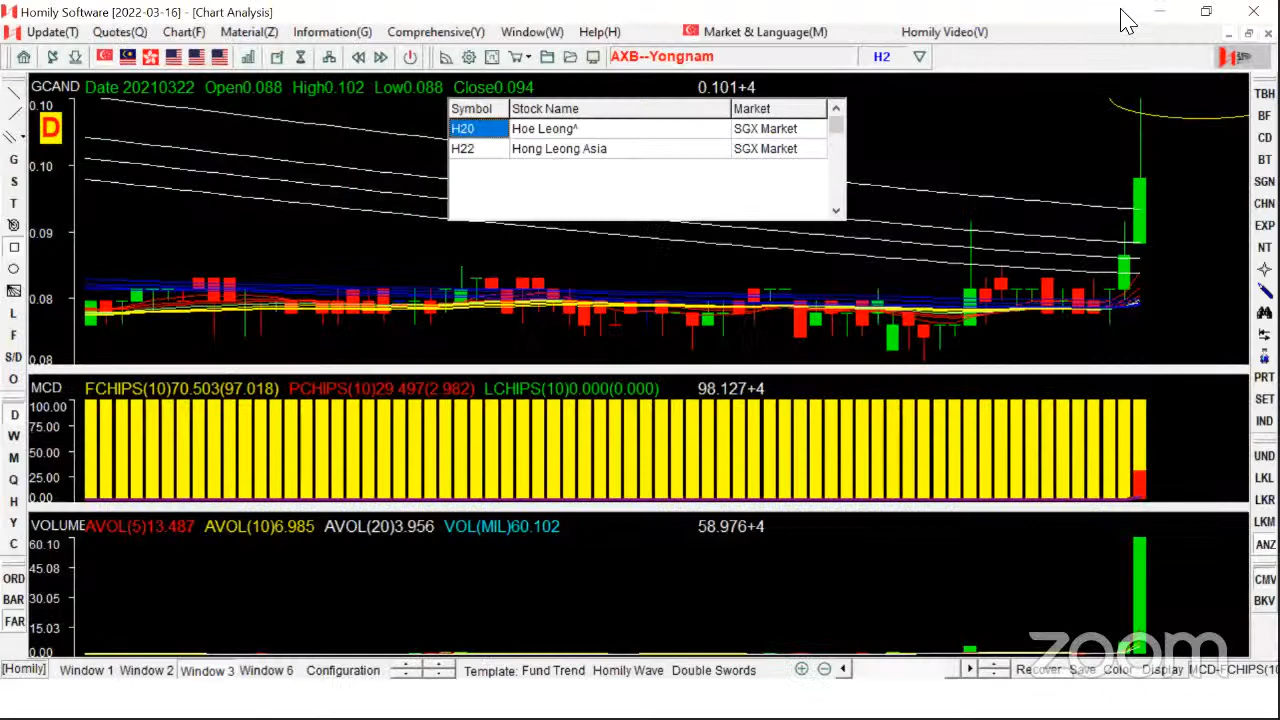 Homily Software [2022-03-16] - [Chart Analysis]
Update(T) Quotes(Q) Chart(F) Material(Z) Information(G) Comprehensive(Y) Window(W) Help(H) Market & Language(M) Homily Video(V)
AXB--Yongnam H2
GCAND Date 20210322 Open0.088 High0.102 Low0.088 Close0.094 0.101+4
Symbol Stock Name Market
H20 Hoe Leong^ SGX Market
H22 Hong Leong Asia SGX Market
0.10
D
0.10
0.09
0.08
0.08
MCD FCHIPS(10)70.503(97.018) PCHIPS(10)29.497(2.982) LCHIPS(10)0.000(0.000) 98.127+4
100.00
75.00
50.00
25.00
0.00
VOLUME AVOL(5)13.487 AVOL(10)6.985 AVOL(20)3.956 VOL(MIL)60.102 58.976+4
60.10
45.08
30.05
15.03
0.00
G
S
T
L
F
S/D
O
D
W
M
Q
H
Y
C
ORD
BAR
FAR
TBH
BF
CD
BT
SGN
CHN
EXP
NT
PRT
SET
IND
UND
LKL
LKR
LKM
ANZ
CMV
BKV
zoom
[Homily] Window 1 Window 2 Window 3 Window 6 Configuration Template: Fund Trend Homily Wave Double Swords Recover Save Color Display MCD-FCHIPS(10